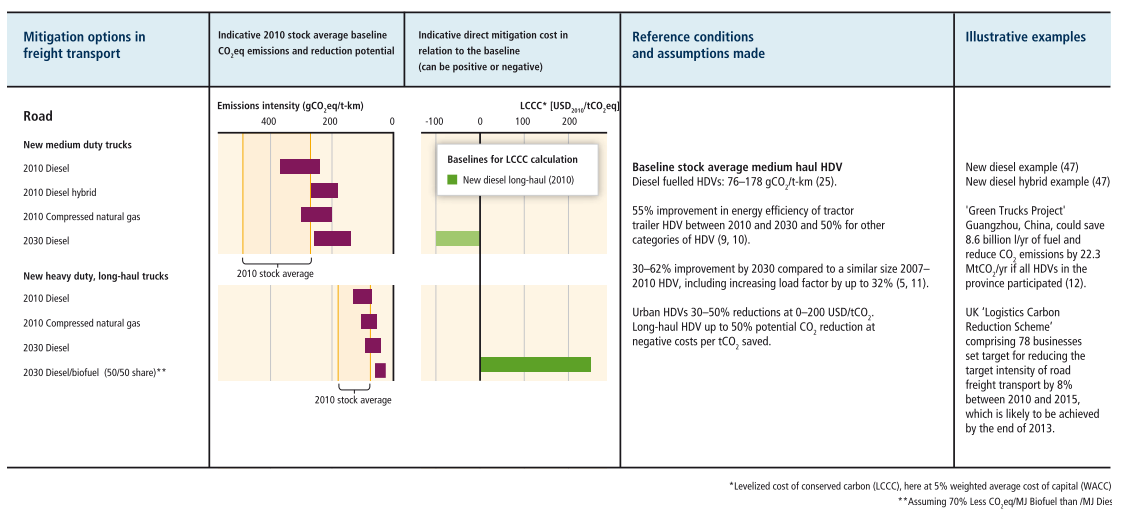 Mitigation options in
freight transport
Indicative 2010 stock average baseline
CO2eq emissions and reduction potential
Indicative direct mitigation cost in
relation to the baseline
(can be positive or negative)
Reference conditions
and assumptions made
Illustrative examples
Road
Emissions intensity (gCO2eq/t-km)
400 200 0
LCCC* [USD2010/tCO2eq]
-100 0 100 200
New medium duty trucks
2010 Diesel
2010 Diesel hybrid
2010 Compressed natural gas
2030 Diesel
2010 stock average
New heavy duty, long-haul trucks
2010 Diesel
2010 Compressed natural gas
2030 Diesel
2030 Diesel/biofuel (50/50 share)**
2010 stock average
Baselines for LCCC calculation
New diesel long-haul (2010)
Baseline stock average medium haul HDV
Diesel fuelled HDVs: 76–178 gCO2/t-km (25).
55% improvement in energy efficiency of tractor
trailer HDV between 2010 and 2030 and 50% for other
categories of HDV (9, 10).
30–62% improvement by 2030 compared to a similar size 2007–
2010 HDV, including increasing load factor by up to 32% (5, 11).
Urban HDVs 30–50% reductions at 0–200 USD/tCO2.
Long-haul HDV up to 50% potential CO2 reduction at
negative costs per tCO2 saved.
New diesel example (47)
New diesel hybrid example (47)
'Green Trucks Project'
Guangzhou, China, could save
8.6 billion l/yr of fuel and
reduce CO2 emissions by 22.3
MtCO2/yr if all HDVs in the
province participated (12).
UK 'Logistics Carbon
Reduction Scheme'
comprising 78 businesses
set target for reducing the
target intensity of road
freight transport by 8%
between 2010 and 2015,
which is likely to be achieved
by the end of 2013.
*Levelized cost of conserved carbon (LCCC), here at 5% weighted average cost of capital (WACC)
**Assuming 70% Less CO2eq/MJ Biofuel than /MJ Dies